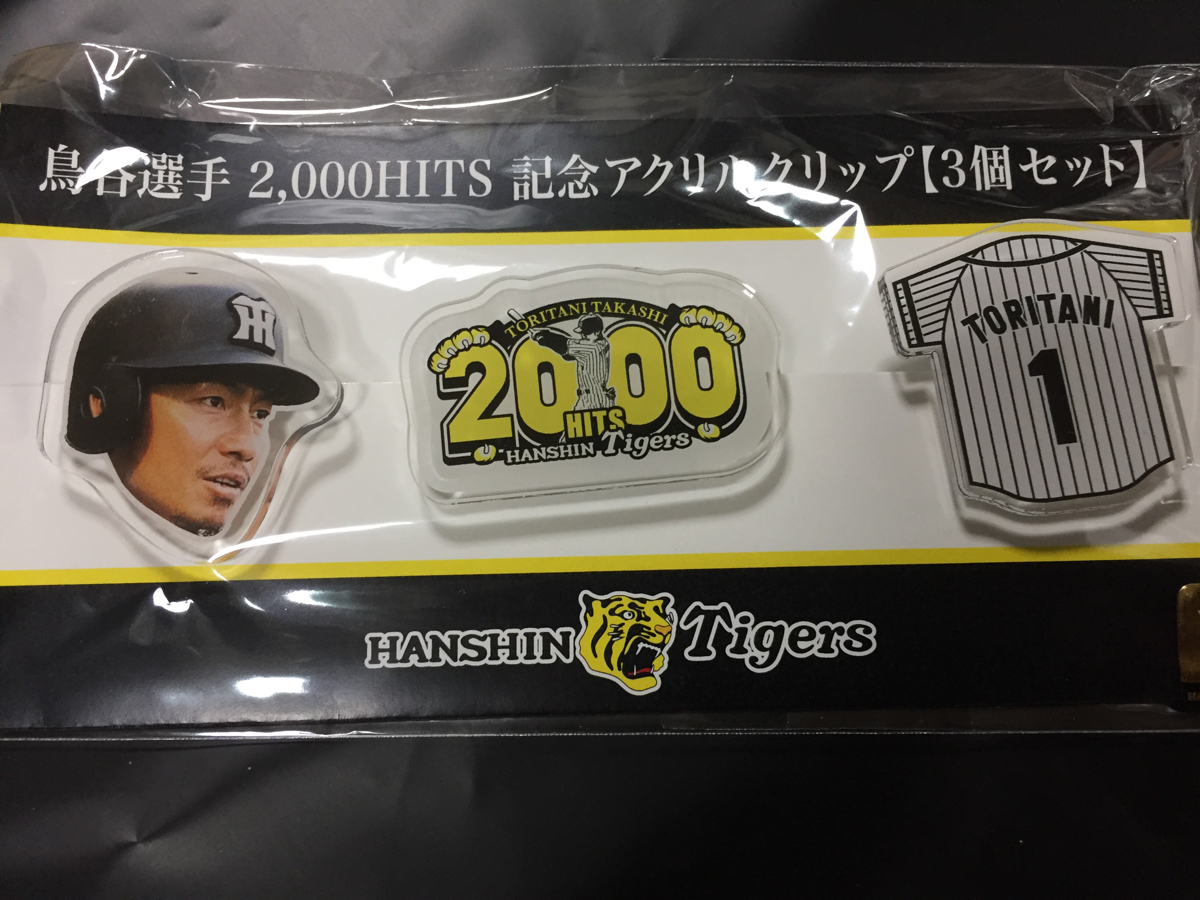 鳥谷選手 2,000HITS 記念アクリルクリップ【3個セット】
TH
TORITANI TAKASHI
2000
HITS
HANSHIN Tigers
TORITANI
1
HANSHIN Tigers